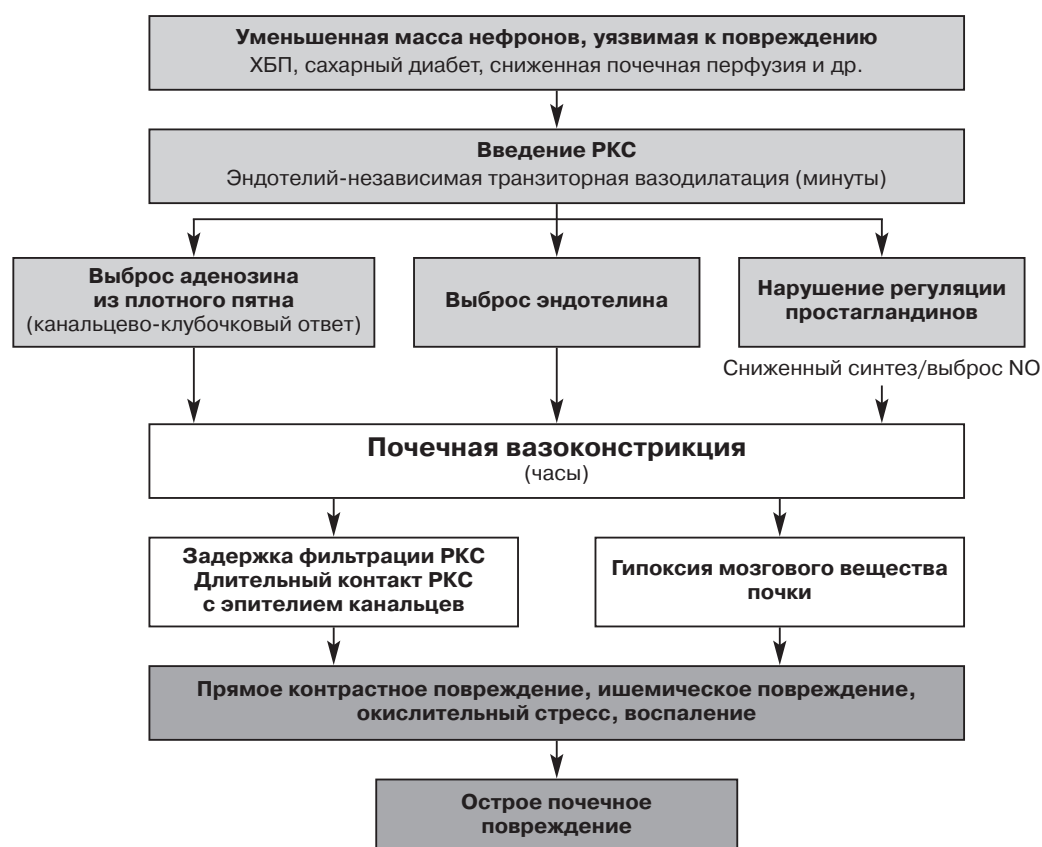 Уменьшенная масса нефронов, уязвимая к повреждению
ХБП, сахарный диабет, сниженная почечная перфузия и др.
Введение РКС
Эндотелий-независимая транзиторная вазодилатация (минуты)
Выброс аденозина
из плотного пятна
(канальцево-клубочковый ответ)
Выброс эндотелина
Нарушение регуляции
простагландинов
Сниженный синтез/выброс NO
Почечная вазоконстрикция
(часы)
Задержка фильтрации РКС
Длительный контакт РКС
с эпителием канальцев
Гипоксия мозгового вещества
почки
Прямое контрастное повреждение, ишемическое повреждение,
окислительный стресс, воспаление
Острое почечное
повреждение